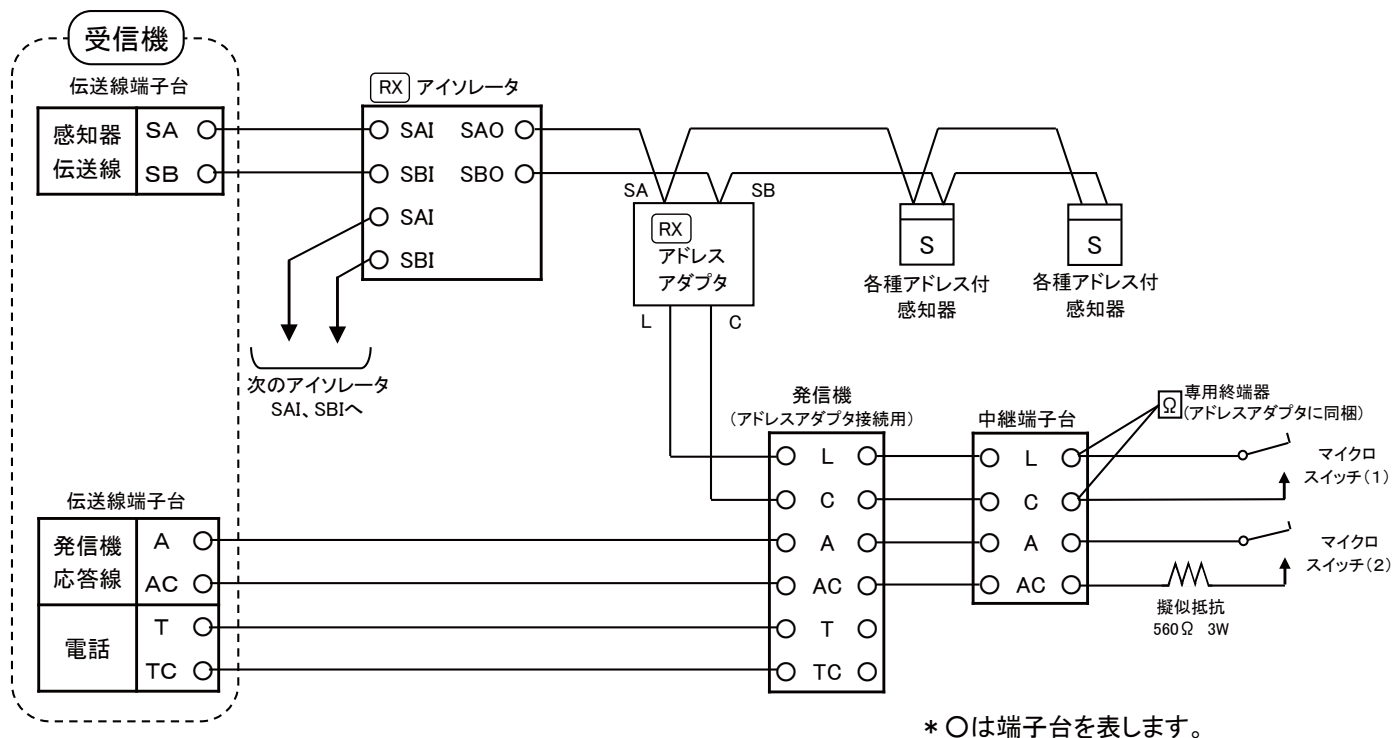 受信機
伝送線端子台
感知器
伝送線
SA
SB
RX アイソレータ
SAI SAO
SBI SBO
SAI
SBI
次のアイソレータ
SAI、SBIへ
SA
SB
RX
アドレス
アダプタ
L
C
S
各種アドレス付
感知器
S
各種アドレス付
感知器
伝送線端子台
発信機
応答線
A
AC
電話
T
TC
発信機
(アドレスアダプタ接続用)
L
C
A
AC
T
TC
中継端子台
L
C
A
AC
Ω
専用終端器
(アドレスアダプタに同梱)
マイクロ
スイッチ(1)
マイクロ
スイッチ(2)
擬似抵抗
560Ω 3W
*○は端子台を表します。